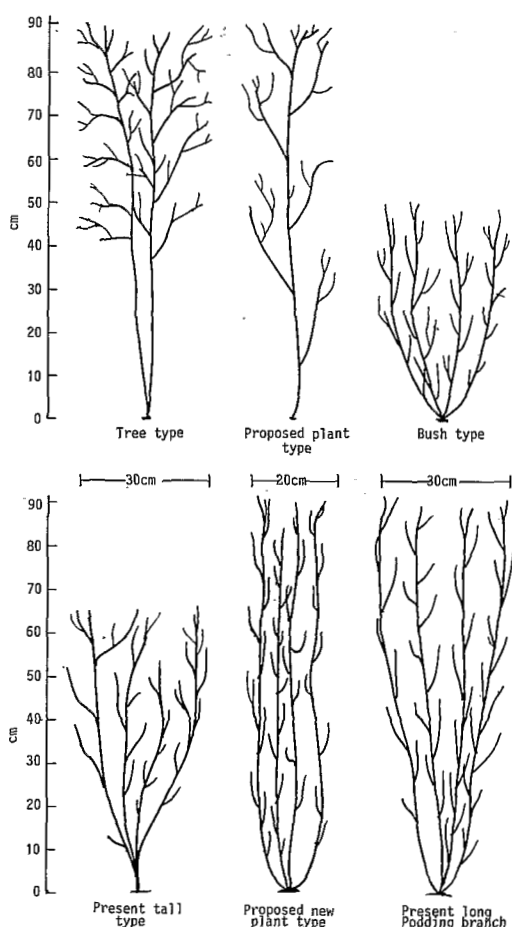 90
80
70
60
50
cm
40
30
20
10
0
Tree type
Proposed plant
type
Bush type
30cm
20cm
30cm
90
80
70
60
50
40
cm
30
20
10
0
Present tall
type
Proposed new
plant type
Present long
Podding branch